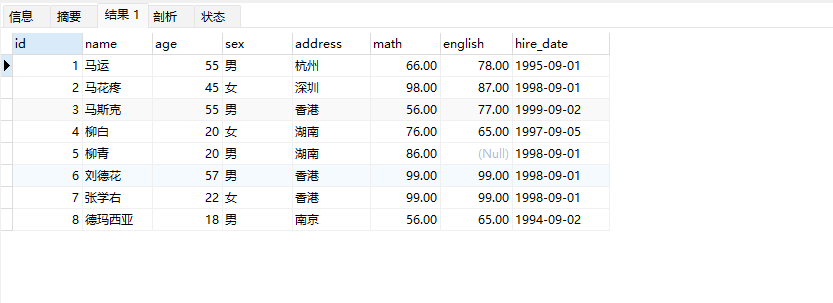 信息 摘要 结果 1 剖析 状态
id name age sex address math english hire_date
1 马运 55 男 杭州 66.00 78.00 1995-09-01
2 马花疼 45 女 深圳 98.00 87.00 1998-09-01
3 马斯克 55 男 香港 56.00 77.00 1999-09-02
4 柳白 20 女 湖南 76.00 65.00 1997-09-05
5 柳青 20 男 湖南 86.00 (Null) 1998-09-01
6 刘德花 57 男 香港 99.00 99.00 1998-09-01
7 张学右 22 女 香港 99.00 99.00 1998-09-01
8 德玛西亚 18 男 南京 56.00 65.00 1994-09-02